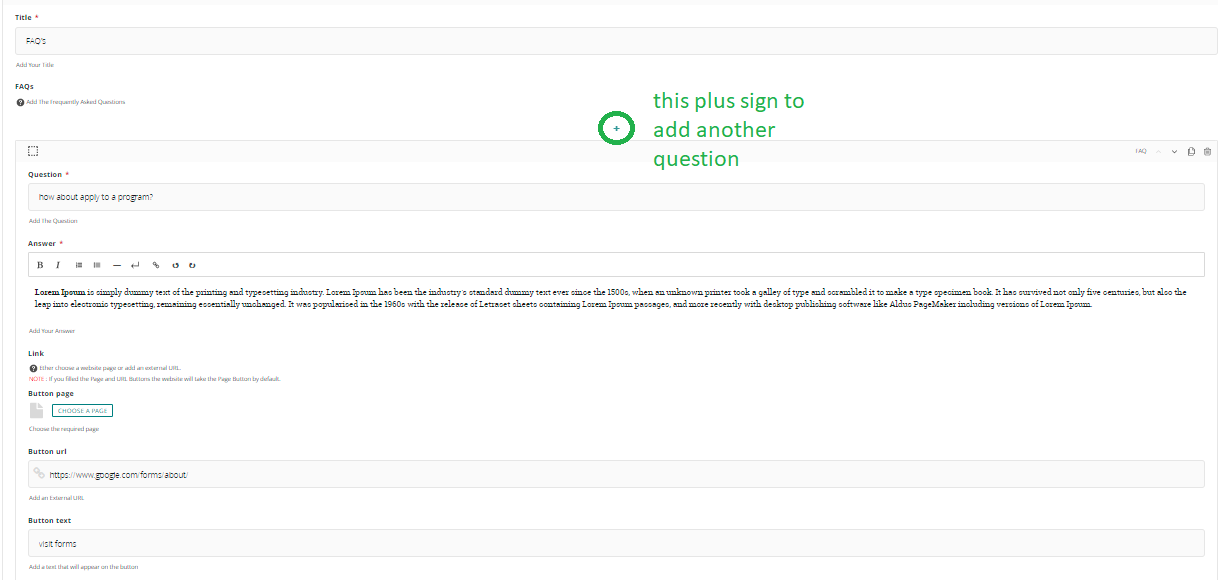 Title *
FAQ's
Add Your Title
FAQs
Add The Frequently Asked Questions
this plus sign to
add another
question
+
FAQ
Question *
how about apply to a program?
Add The Question
Answer *
B I
Lorem Ipsum is simply dummy text of the printing and typesetting industry. Lorem Ipsum has been the industry's standard dummy text ever since the 1500s, when an unknown printer took a galley of type and scrambled it to make a type specimen book. It has survived not only five centuries, but also the
leap into electronic typesetting, remaining essentially unchanged. It was popularised in the 1960s with the release of Letraset sheets containing Lorem Ipsum passages, and more recently with desktop publishing software like Aldus PageMaker including versions of Lorem Ipsum.
Add Your Answer
Link
Ether choose a website page or add an external URL.
NOTE : If you filled the Page and URL Buttons the website will take the Page Button by default.
Button page
CHOOSE A PAGE
Choose the required page
Button url
https://www.google.com/forms/about/
Add an External URL
Button text
visit forms
Add a text that will appear on the button